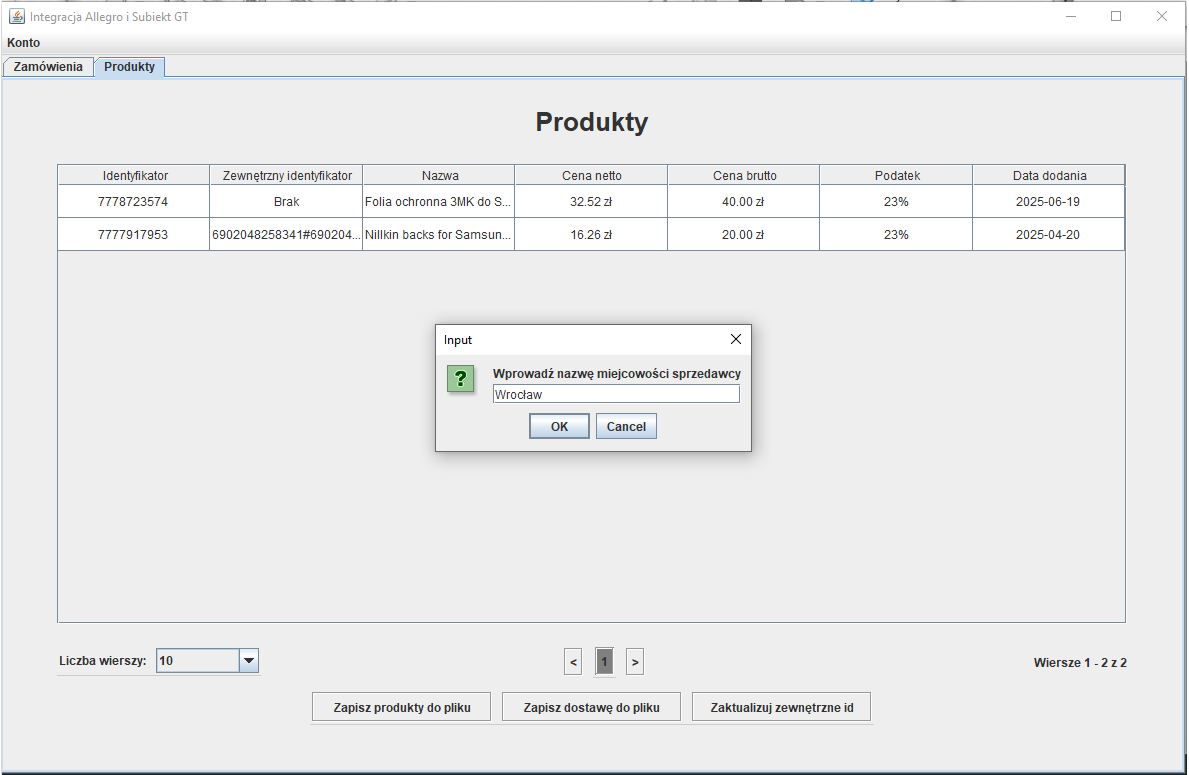 Integracja Allegro i Subiekt GT
Konto
Zamówienia Produkty
Produkty
Identyfikator Zewnętrzny identyfikator Nazwa Cena netto Cena brutto Podatek Data dodania
7778723574 Brak Folia ochronna 3MK do S... 32.52 zł 40.00 zł 23% 2025-06-19
7777917953 6902048258341#690204... Nillkin backs for Samsun... 16.26 zł 20.00 zł 23% 2025-04-20
Input
? Wprowadź nazwę miejcowości sprzedawcy
Wrocław
OK Cancel
Liczba wierszy: 10 < 1 > Wiersze 1 - 2 z 2
Zapisz produkty do pliku Zapisz dostawę do pliku Zaktualizuj zewnętrzne id